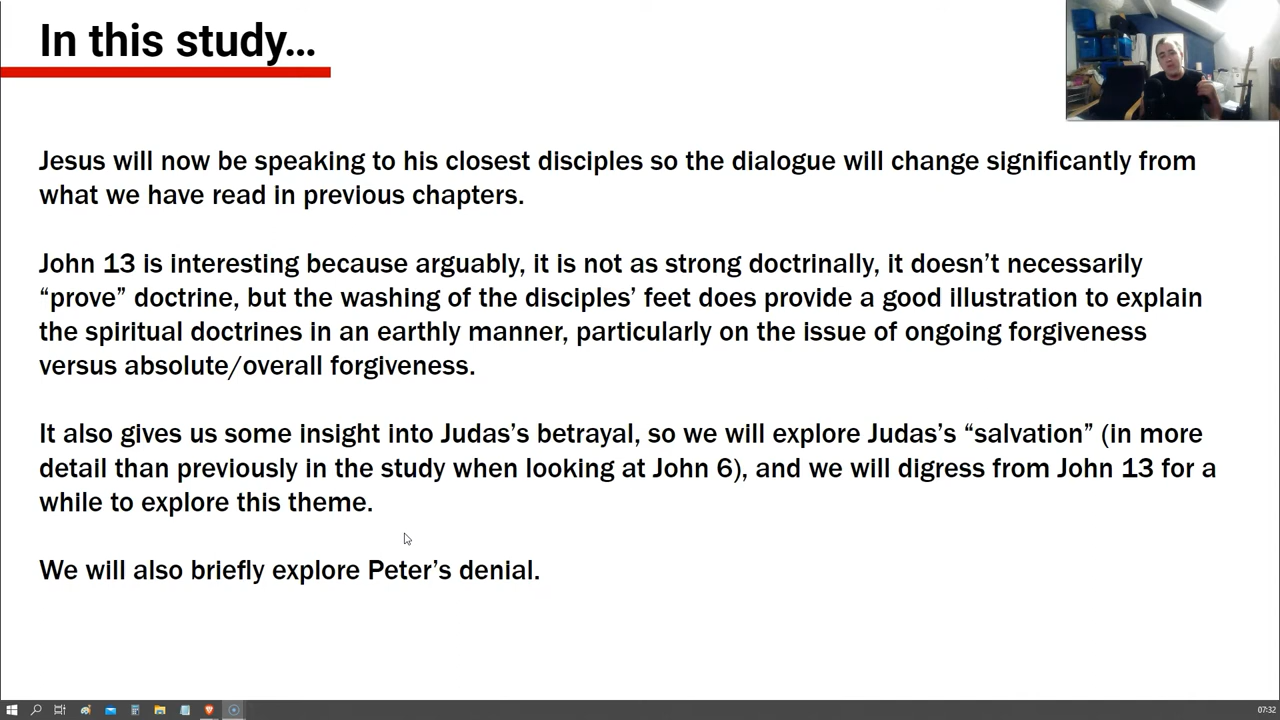 In this study…
Jesus will now be speaking to his closest disciples so the dialogue will change significantly from
what we have read in previous chapters.
John 13 is interesting because arguably, it is not as strong doctrinally, it doesn’t necessarily
“prove” doctrine, but the washing of the disciples’ feet does provide a good illustration to explain
the spiritual doctrines in an earthly manner, particularly on the issue of ongoing forgiveness
versus absolute/overall forgiveness.
It also gives us some insight into Judas’s betrayal, so we will explore Judas’s “salvation” (in more
detail than previously in the study when looking at John 6), and we will digress from John 13 for a
while to explore this theme.
We will also briefly explore Peter’s denial.
07:32